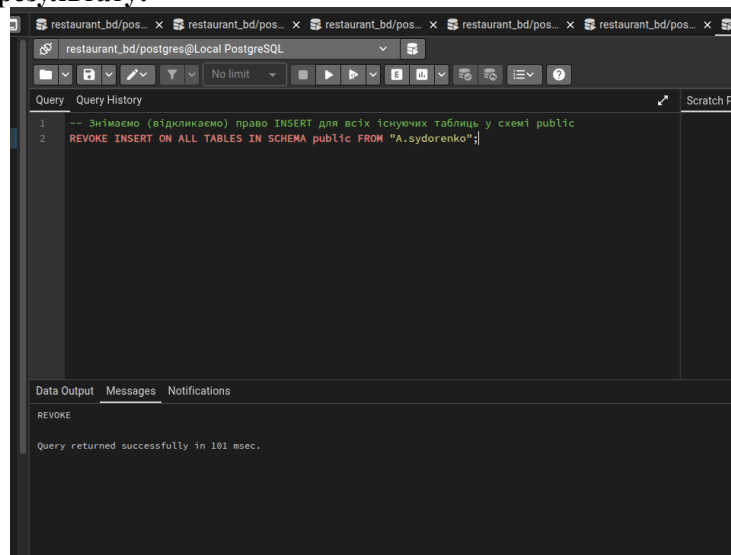 результату.
restaurant_bd/pos... × restaurant_bd/pos... × restaurant_bd/pos... × restaurant_bd/pos... × restaurant_bd/pos... ×
restaurant_bd/postgres@Local PostgreSQL
No limit
Query Query History Scratch P
1 -- Знімаємо (відкликаємо) право INSERT для всіх існуючих таблиць у схемі public
2 REVOKE INSERT ON ALL TABLES IN SCHEMA public FROM "A.sydorenko";
Data Output Messages Notifications
REVOKE
Query returned successfully in 101 msec.